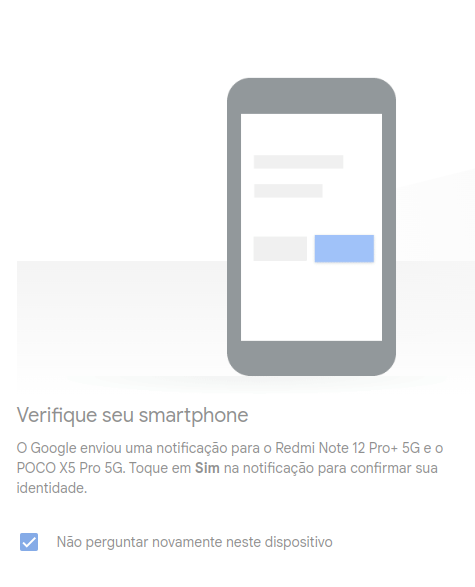 Verifique seu smartphone
O Google enviou uma notificação para o Redmi Note 12 Pro+ 5G e o
POCO X5 Pro 5G. Toque em Sim na notificação para confirmar sua
identidade.
Não perguntar novamente neste dispositivo